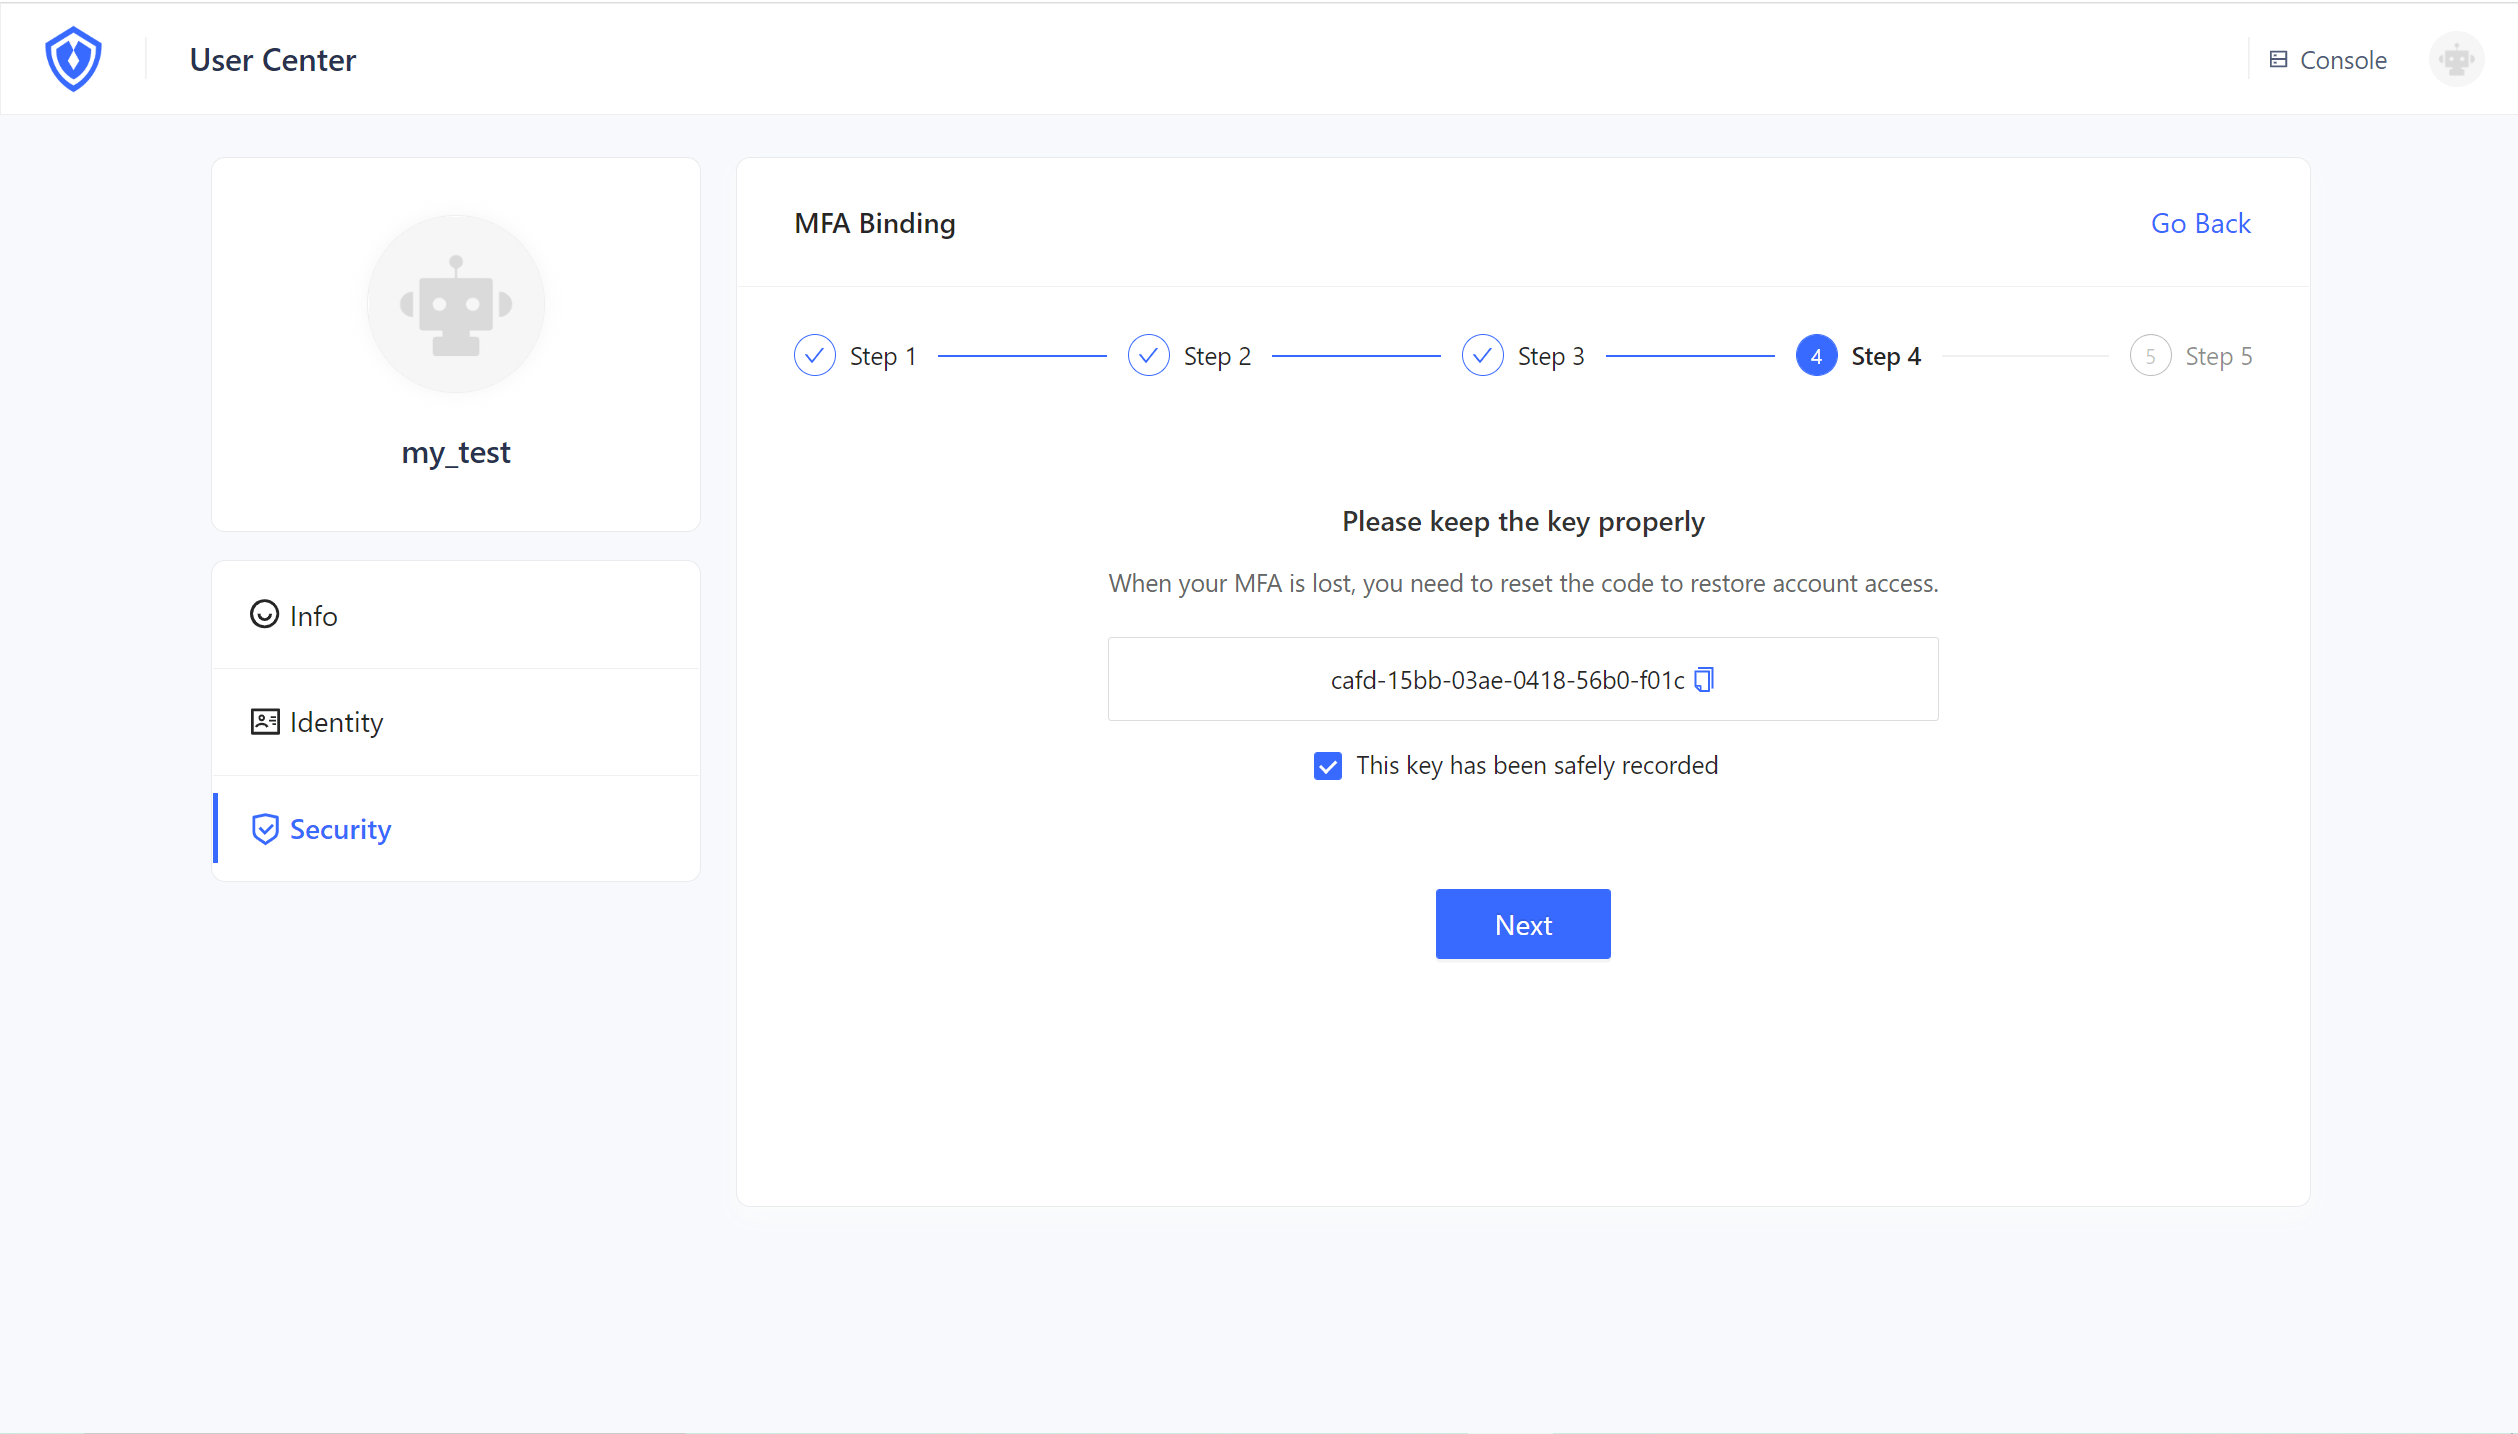 User Center
Console
my_test
Info
Identity
Security
MFA Binding
Go Back
Step 1
Step 2
Step 3
4 Step 4
5 Step 5
Please keep the key properly
When your MFA is lost, you need to reset the code to restore account access.
cafd-15bb-03ae-0418-56b0-f01c
This key has been safely recorded
Next